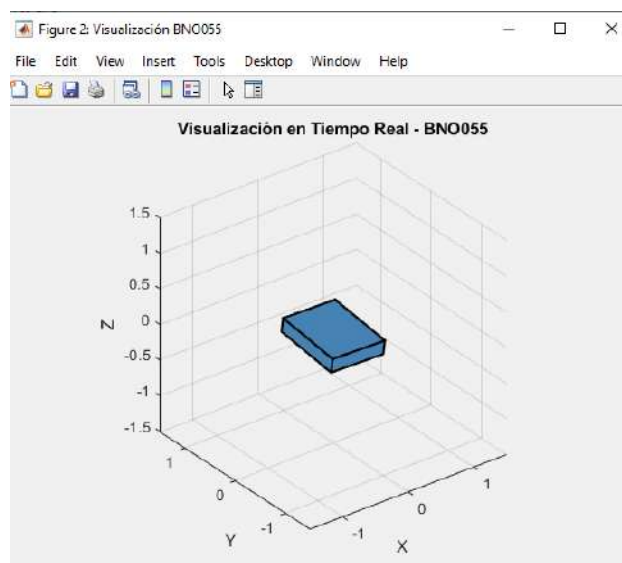 Figure 2: Visualización BNO055
File Edit View Insert Tools Desktop Window Help
Visualización en Tiempo Real - BNO055
1.5
1
0.5
0
-0.5
-1
-1.5
Z
1
0
-1
Y
-1
0
1
X